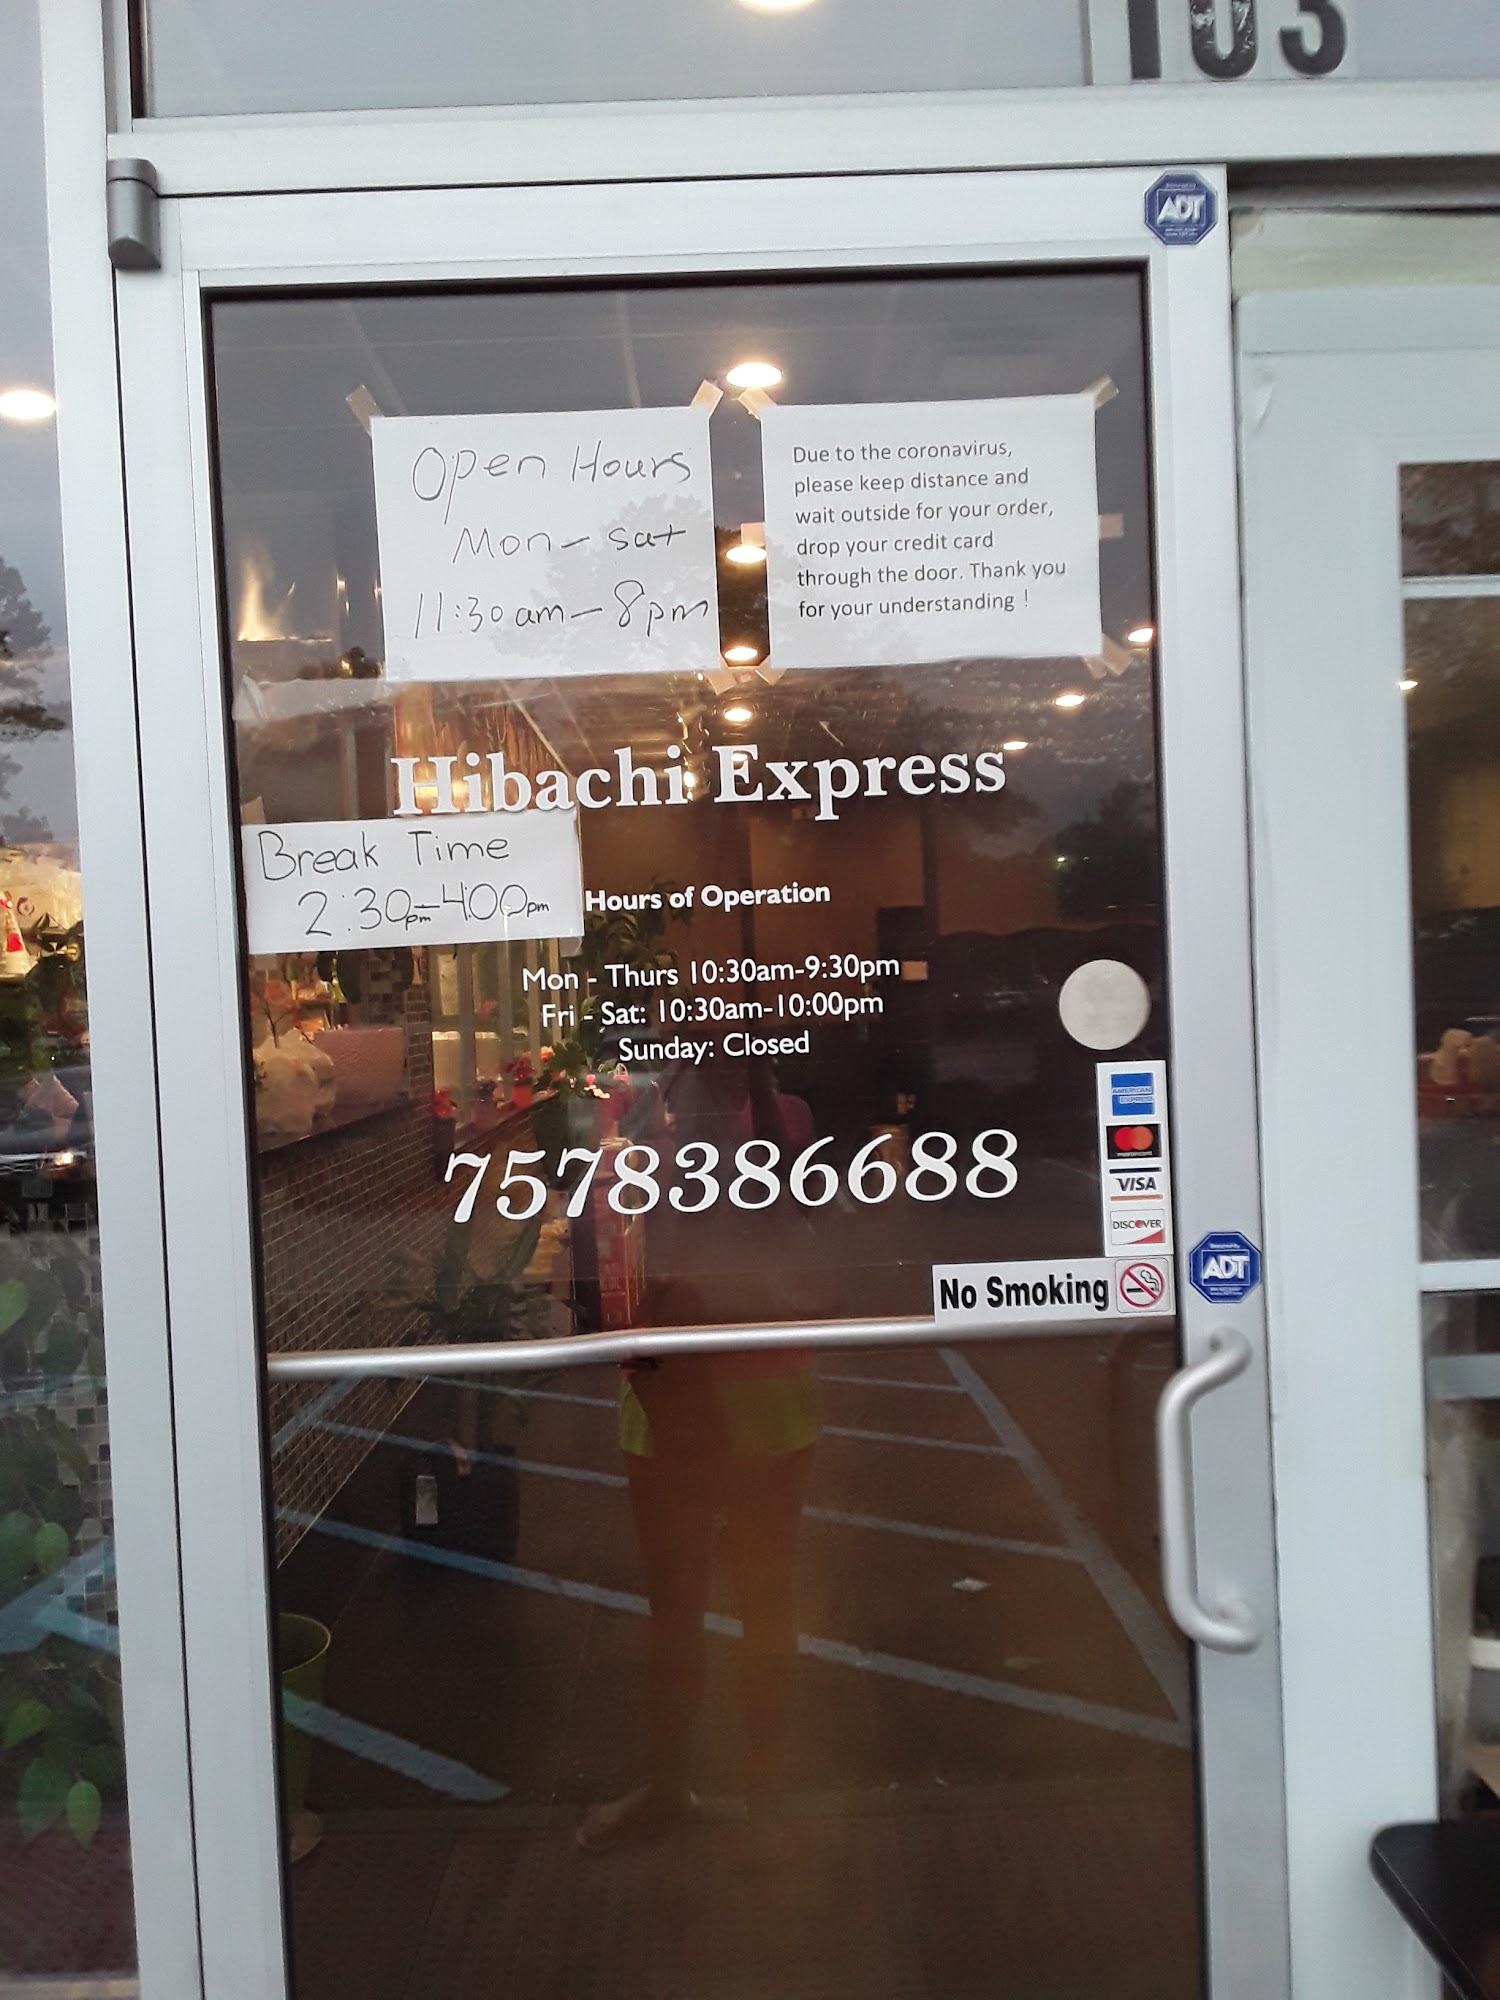 103
ADT
Open Hours
Mon - Sat
11:30 am - 8pm
Due to the coronavirus,
please keep distance and
wait outside for your order,
drop your credit card
through the door. Thank you
for your understanding !
Hibachi Express
Break Time
2:30pm-4:00pm
Hours of Operation
Mon - Thurs 10:30am-9:30pm
Fri - Sat: 10:30am-10:00pm
Sunday: Closed
7578386688
AMERICAN
EXPRESS
mastercard
VISA
DISCOVER
No Smoking
ADT